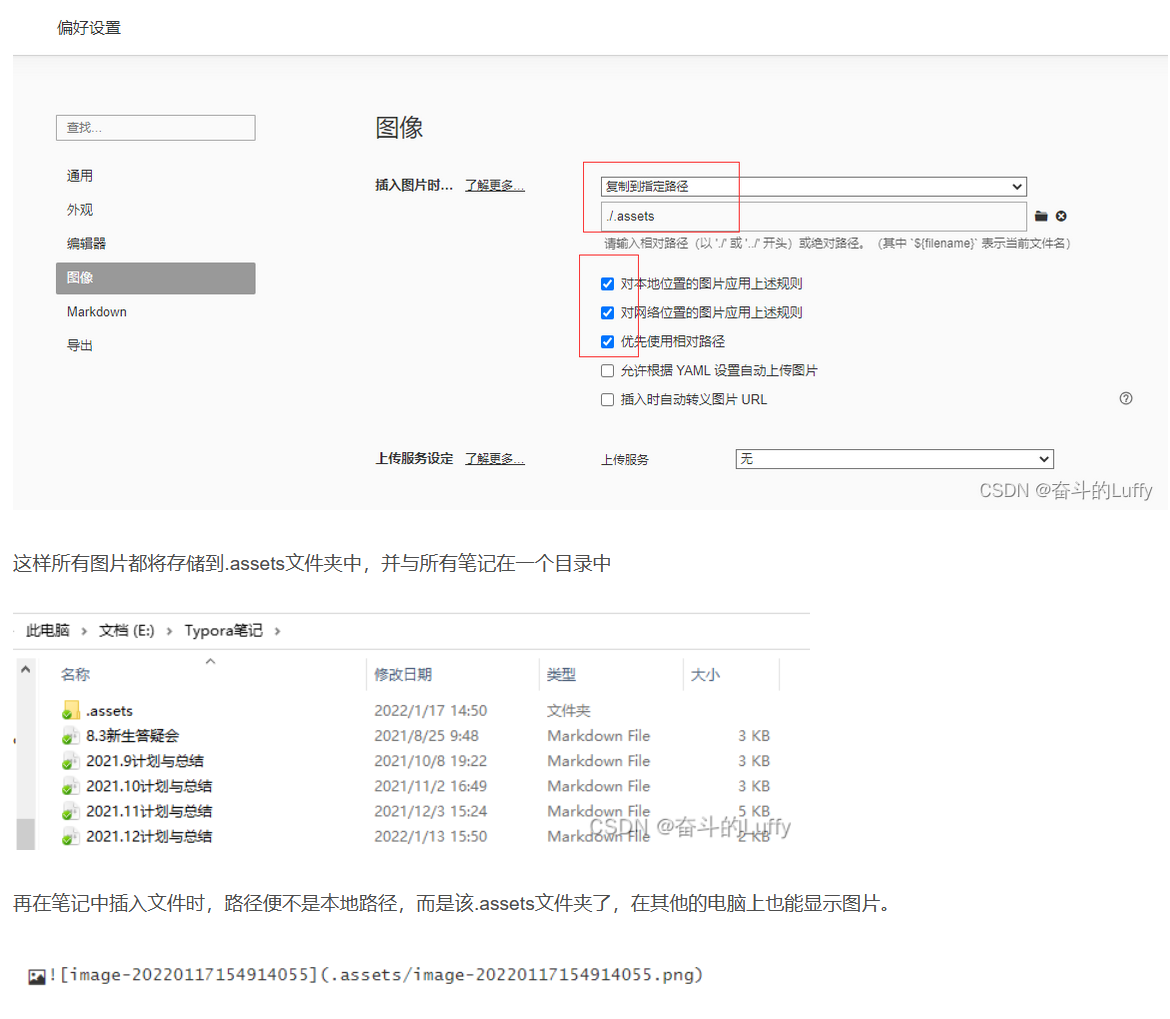 偏好设置
查找...
通用
外观
编辑器
图像
Markdown
导出
图像
插入图片时... 了解更多...
复制到指定路径
./.assets
请输入相对路径（以 './' 或 '../' 开头）或绝对路径。（其中 `${filename}` 表示当前文件名）
对本地位置的图片应用上述规则
对网络位置的图片应用上述规则
优先使用相对路径
允许根据 YAML 设置自动上传图片
插入时自动转义图片 URL
上传服务设定 了解更多... 上传服务 无
CSDN @奋斗的Luffy
这样所有图片都将存储到.assets文件夹中，并与所有笔记在一个目录中
此电脑 › 文档 (E:) › Typora笔记 ›
名称 修改日期 类型 大小
.assets 2022/1/17 14:50 文件夹
8.3新生答疑会 2021/8/25 9:48 Markdown File 3 KB
2021.9计划与总结 2021/10/8 19:22 Markdown File 3 KB
2021.10计划与总结 2021/11/2 16:49 Markdown File 3 KB
2021.11计划与总结 2021/12/3 15:24 Markdown File 5 KB
2021.12计划与总结 2022/1/13 15:50 Markdown File 2 KB
CSDN @奋斗的Luffy
再在笔记中插入文件时，路径便不是本地路径，而是该.assets文件夹了，在其他的电脑上也能显示图片。
![image-20220117154914055](.assets/image-20220117154914055.png)